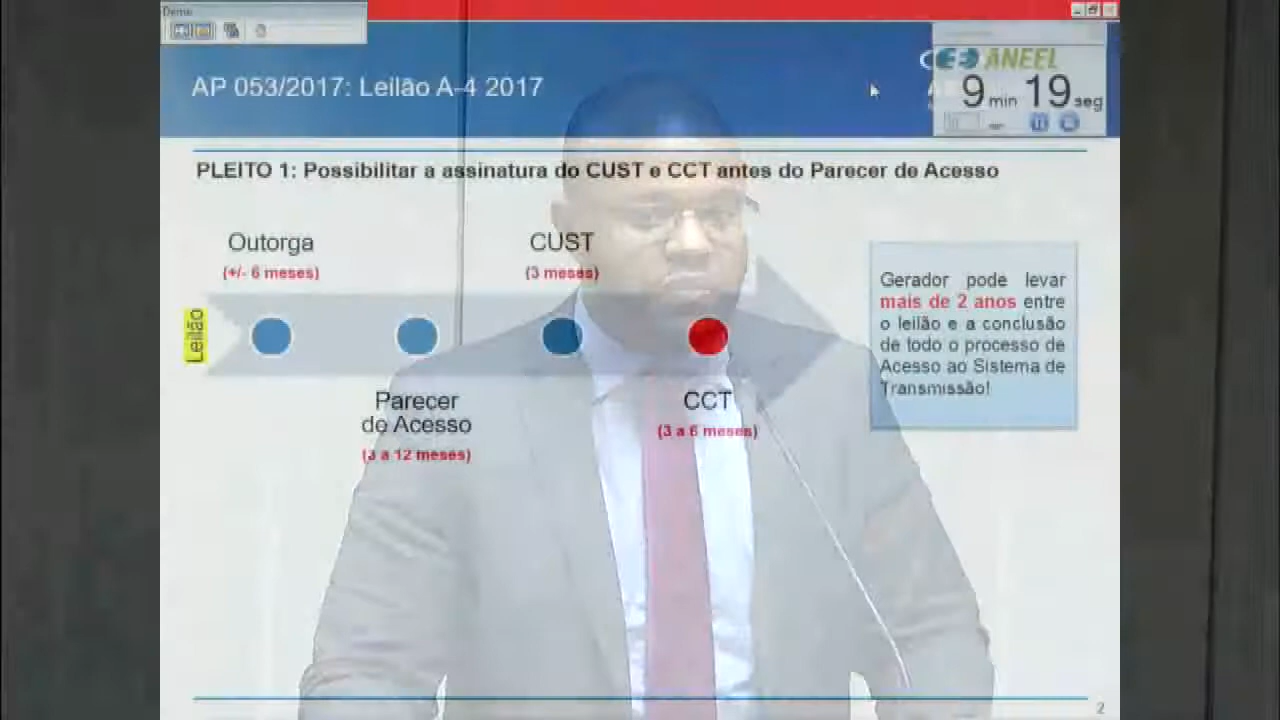 Demo
ANEEL
AP 053/2017: Leilão A-4 2017
9 min 19 seg
PLEITO 1: Possibilitar a assinatura do CUST e CCT antes do Parecer de Acesso
Outorga
(+/- 6 meses)
CUST
(3 meses)
Leilão
Parecer
de Acesso
(3 a 12 meses)
CCT
(3 a 6 meses)
Gerador pode levar
mais de 2 anos entre
o leilão e a conclusão
de todo o processo de
Acesso ao Sistema de
Transmissão!
2